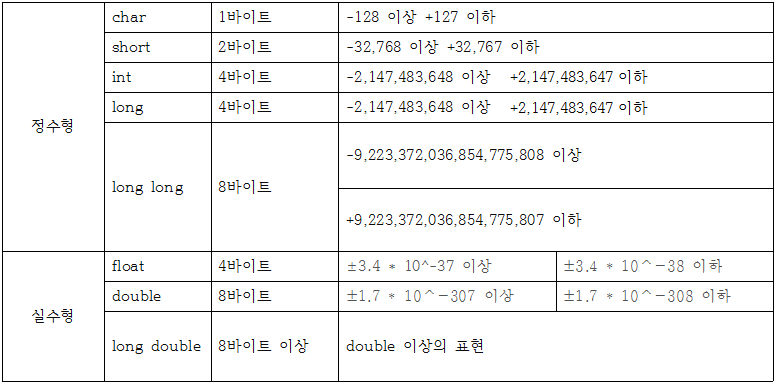 정수형
char 1바이트 -128 이상 +127 이하
short 2바이트 -32,768 이상 +32,767 이하
int 4바이트 -2,147,483,648 이상 +2,147,483,647 이하
long 4바이트 -2,147,483,648 이상 +2,147,483,647 이하
long long 8바이트 -9,223,372,036,854,775,808 이상
+9,223,372,036,854,775,807 이하
실수형
float 4바이트 ±3.4 * 10^-37 이상 ±3.4 * 10^-38 이하
double 8바이트 ±1.7 * 10^-307 이상 ±1.7 * 10^-308 이하
long double 8바이트 이상 double 이상의 표현